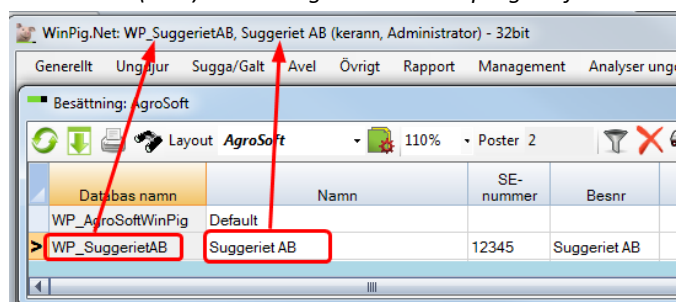 WinPig.Net: WP_SuggerietAB, Suggeriet AB (kerann, Administrator) - 32bit
Generellt Ungdjur Sugga/Galt Avel Övrigt Rapport Management Analyser
Besättning: AgroSoft
Layout AgroSoft 110% Poster 2
Databas namn Namn SE-nummer Besnr
WP_AgroSoftWinPig Default
> WP_SuggerietAB Suggeriet AB 12345 Suggeriet AB